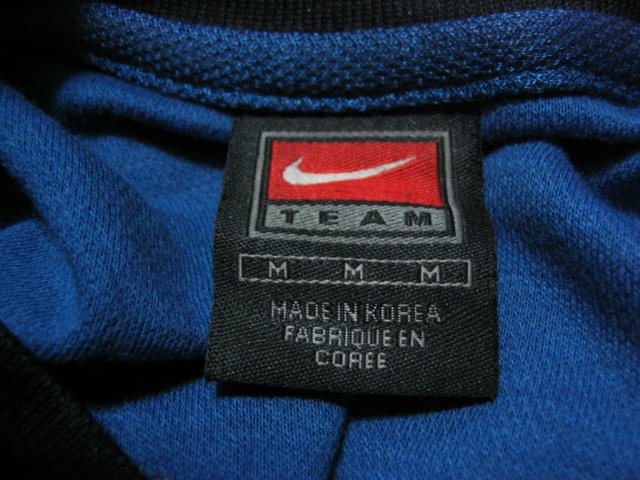 TEAM
M M M
MADE IN KOREA
FABRIQUE EN
COREE